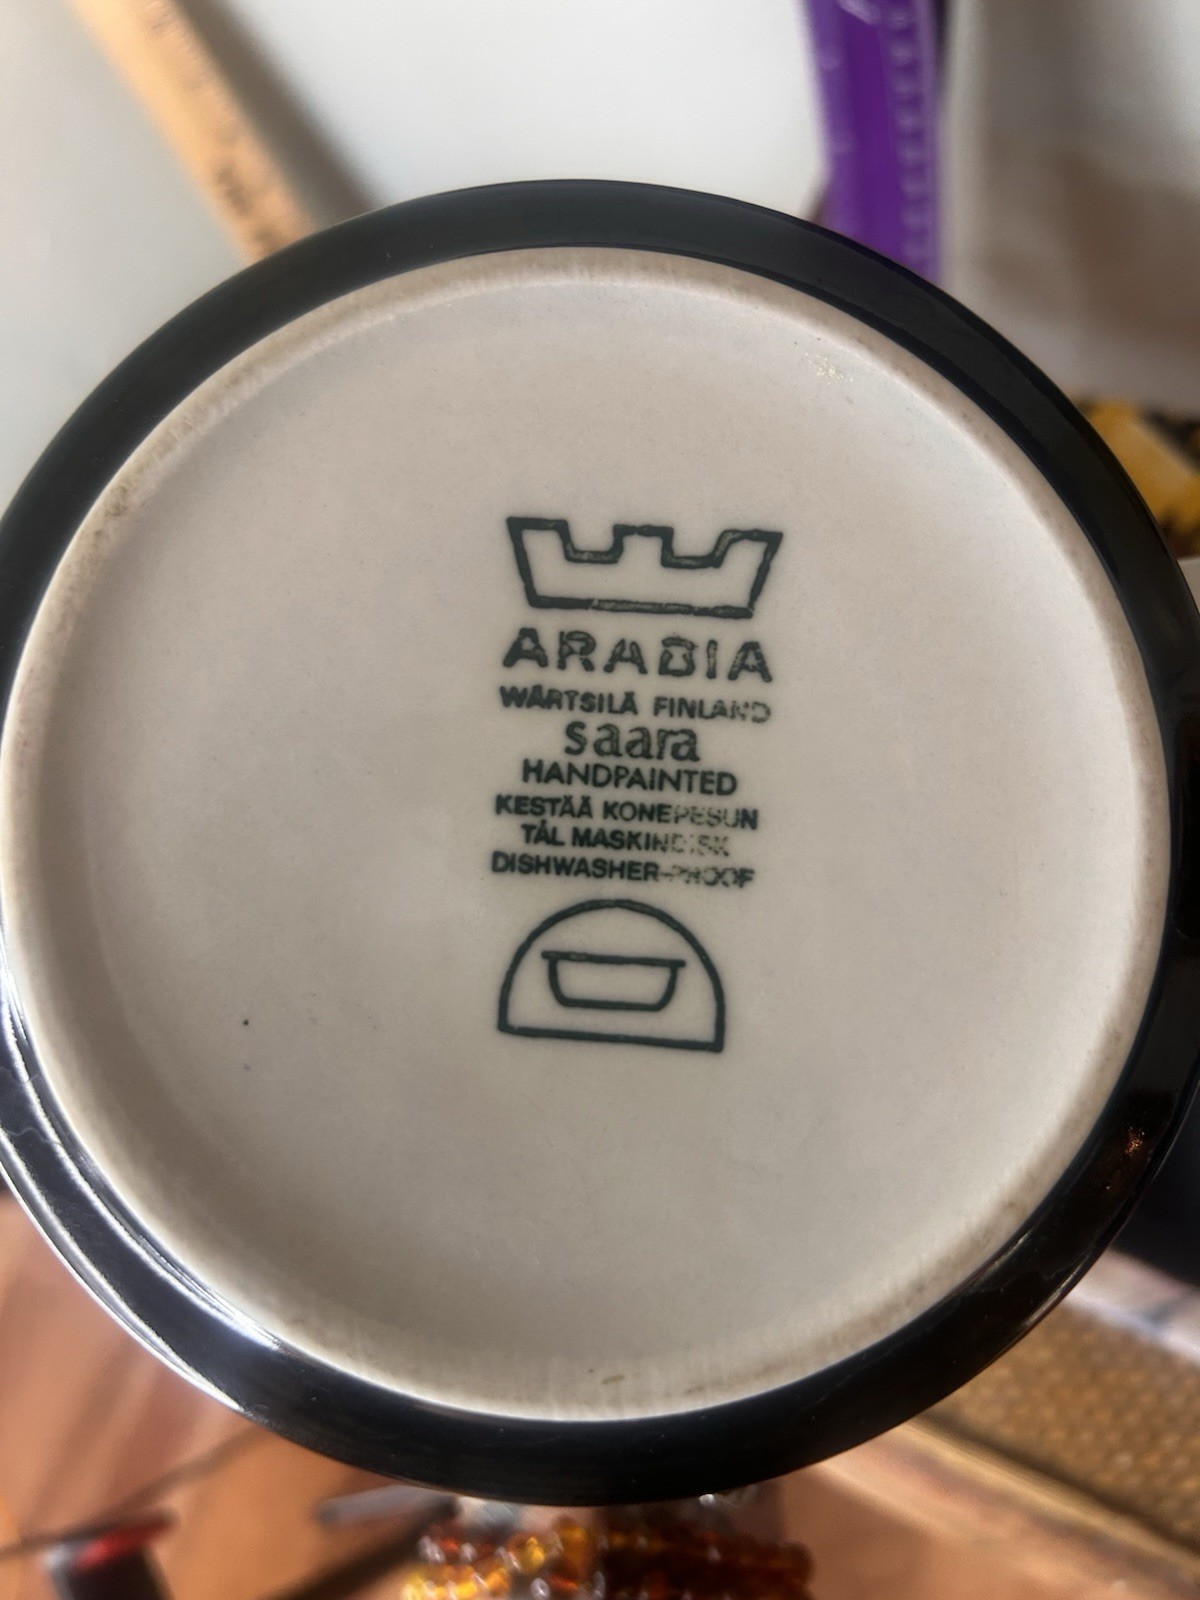 ARABIA
WÄRTSILÄ FINLAND
saara
HANDPAINTED
KESTÄÄ KONEPESUN
TÅL MASKINDISK
DISHWASHER-PROOF